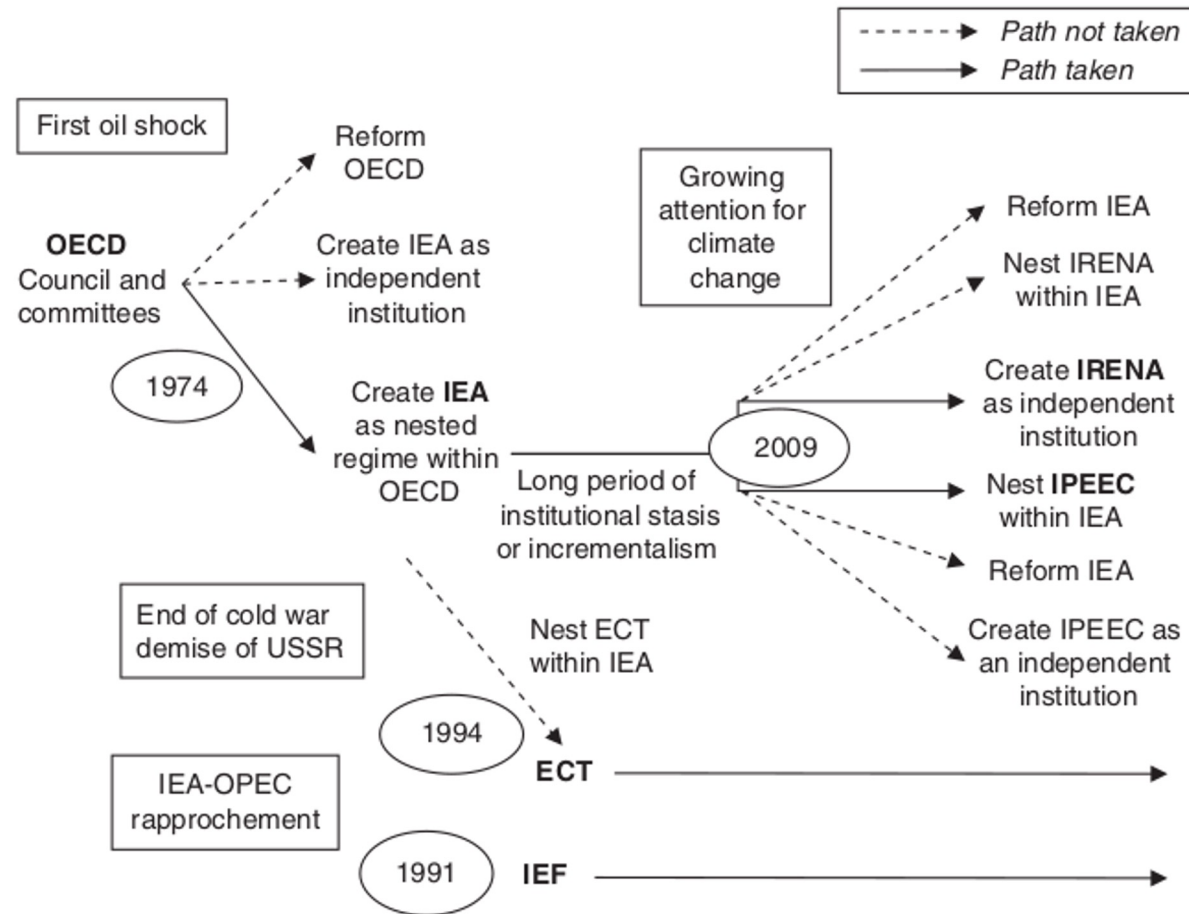 Path not taken
Path taken
First oil shock
Reform
OECD
OECD
Council and
committees
Create IEA as
independent
institution
1974
Create IEA
as nested
regime within
OECD
Long period of
institutional stasis
or incrementalism
Growing
attention for
climate
change
2009
Reform IEA
Nest IRENA
within IEA
Create IRENA
as independent
institution
Nest IPEEC
within IEA
Reform IEA
Create IPEEC as
an independent
institution
End of cold war
demise of USSR
Nest ECT
within IEA
1994
ECT
IEA-OPEC
rapprochement
1991
IEF